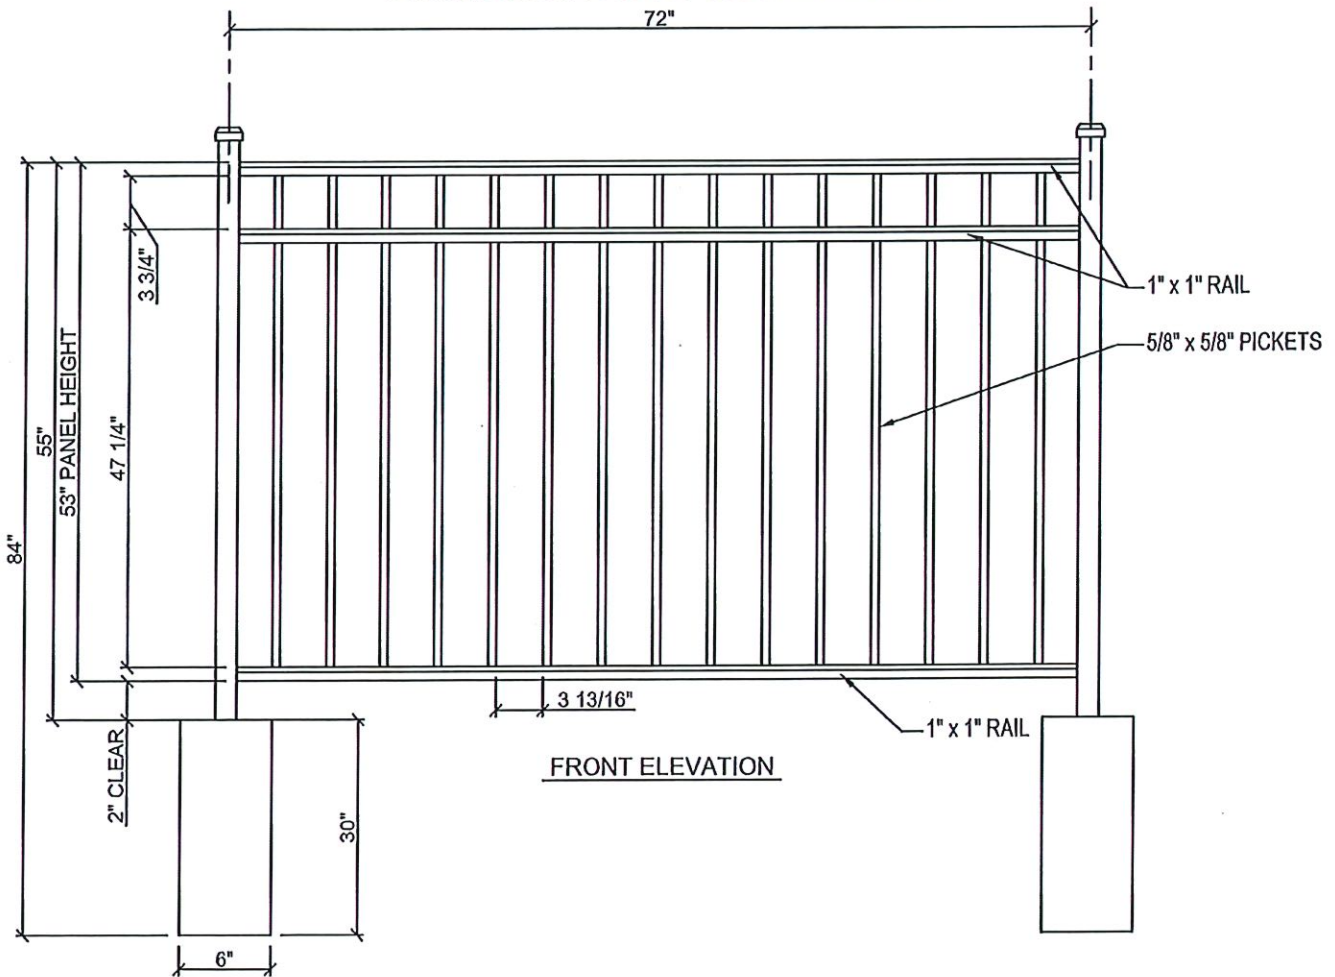 72"
3 3/4"
1" x 1" RAIL
5/8" x 5/8" PICKETS
53" PANEL HEIGHT
55"
47 1/4"
84"
3 13/16"
1" x 1" RAIL
FRONT ELEVATION
2" CLEAR
30"
6"